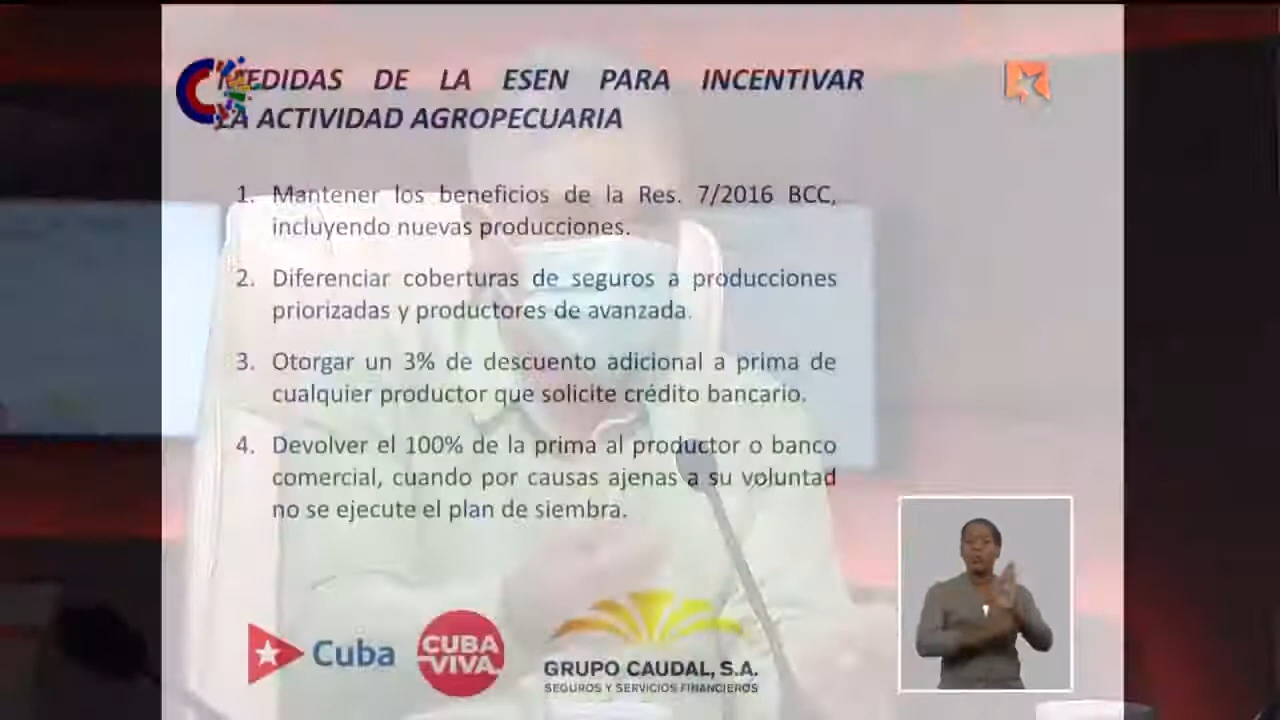 MEDIDAS DE LA ESEN PARA INCENTIVAR
LA ACTIVIDAD AGROPECUARIA
1. Mantener los beneficios de la Res. 7/2016 BCC,
incluyendo nuevas producciones.
2. Diferenciar coberturas de seguros a producciones
priorizadas y productores de avanzada.
3. Otorgar un 3% de descuento adicional a prima de
cualquier productor que solicite crédito bancario.
4. Devolver el 100% de la prima al productor o banco
comercial, cuando por causas ajenas a su voluntad
no se ejecute el plan de siembra.
Cuba
CUBA
VIVA
GRUPO CAUDAL, S.A.
SEGUROS Y SERVICIOS FINANCIEROS